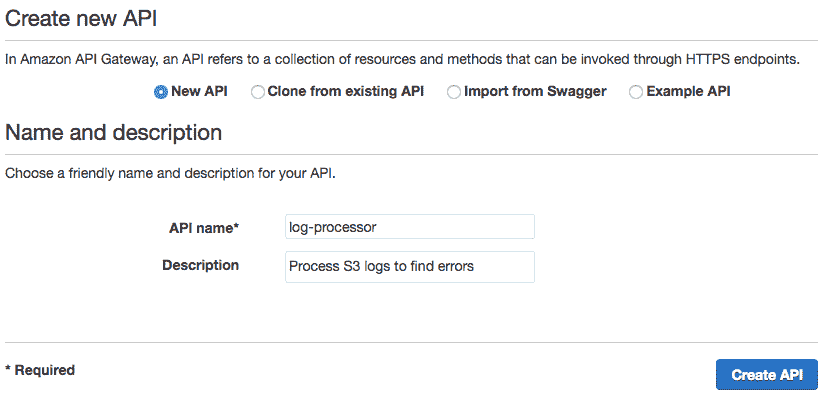 Create new API
In Amazon API Gateway, an API refers to a collection of resources and methods that can be invoked through HTTPS endpoints.
New API Clone from existing API Import from Swagger Example API
Name and description
Choose a friendly name and description for your API.
API name* log-processor
Description Process S3 logs to find errors
* Required Create API